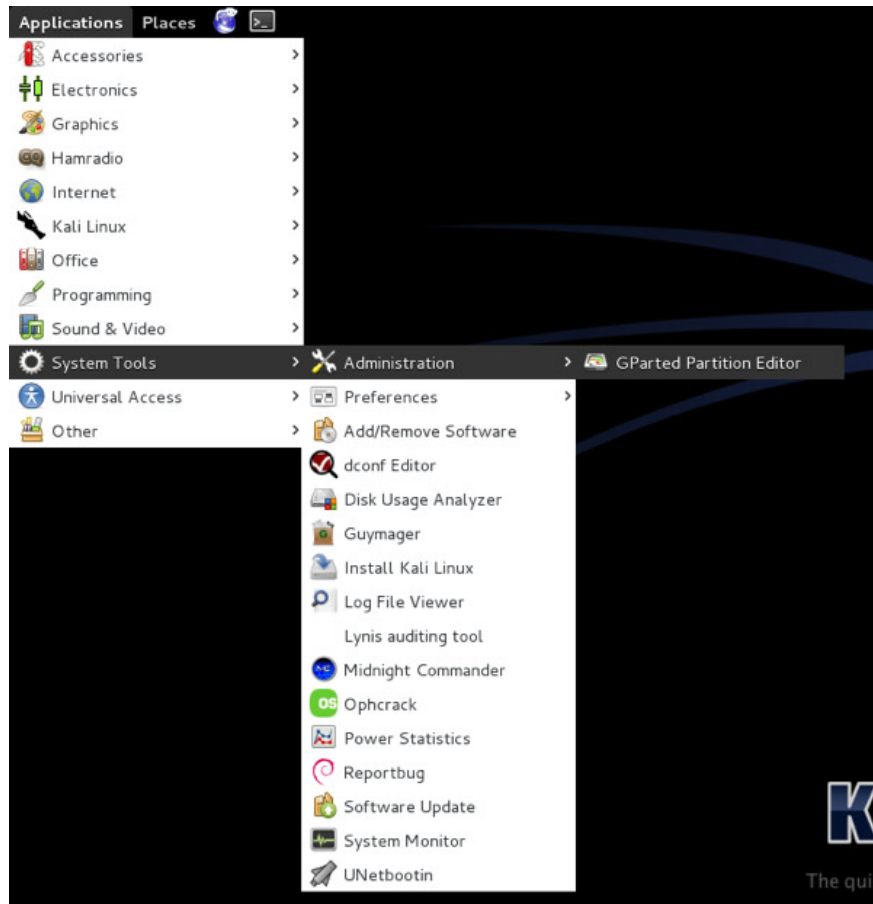 Applications Places
Accessories
Electronics
Graphics
Hamradio
Internet
Kali Linux
Office
Programming
Sound & Video
System Tools
Universal Access
Other
Administration
Preferences
Add/Remove Software
dconf Editor
Disk Usage Analyzer
Guymager
Install Kali Linux
Log File Viewer
Lynis auditing tool
Midnight Commander
Ophcrack
Power Statistics
Reportbug
Software Update
System Monitor
UNetbootin
GParted Partition Editor
K
The qui